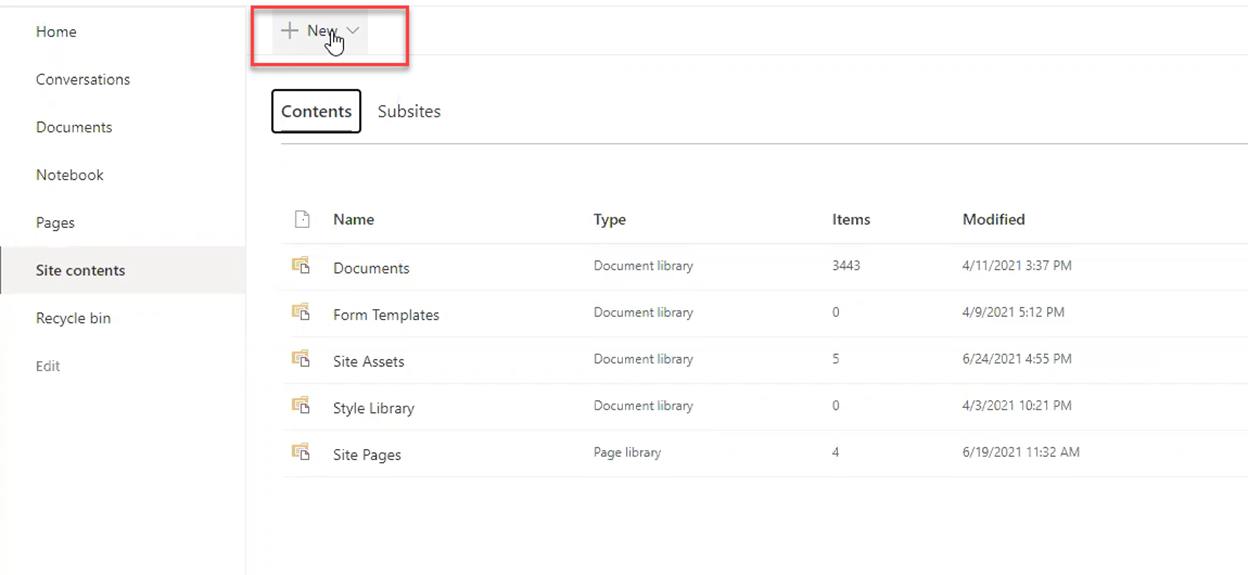 Home
Conversations
Documents
Notebook
Pages
Site contents
Recycle bin
Edit
New
Contents Subsites
Name Type Items Modified
Documents Document library 3443 4/11/2021 3:37 PM
Form Templates Document library 0 4/9/2021 5:12 PM
Site Assets Document library 5 6/24/2021 4:55 PM
Style Library Document library 0 4/3/2021 10:21 PM
Site Pages Page library 4 6/19/2021 11:32 AM